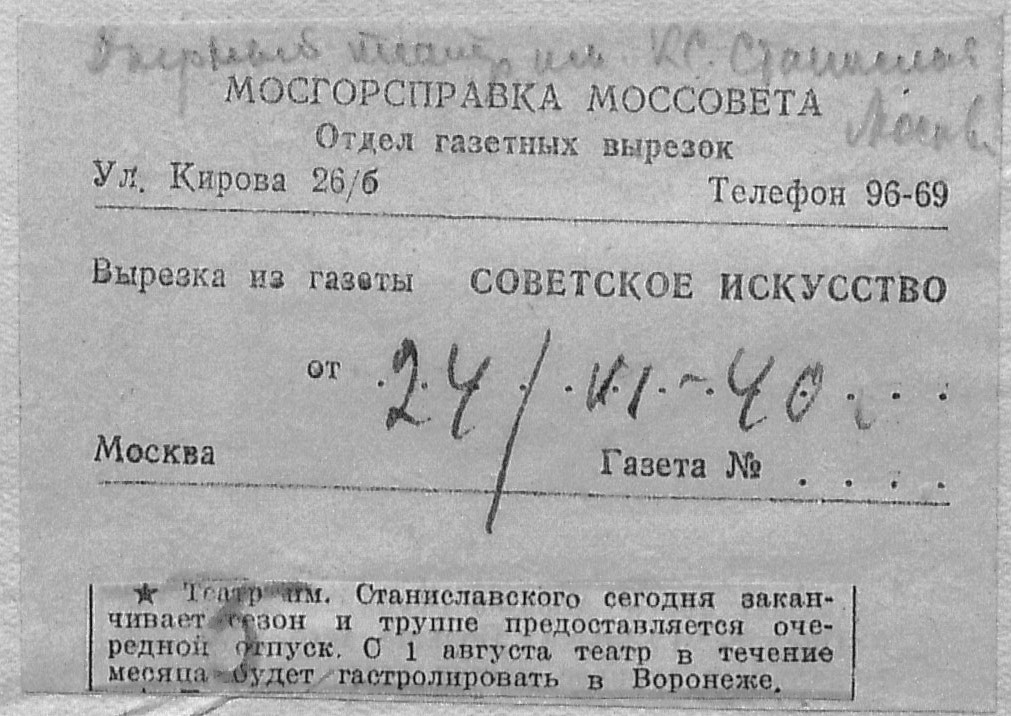 Оперный театр им. К.С. Станислав
МОСГОРСПРАВКА МОССОВЕТА
Москв
Отдел газетных вырезок
Ул. Кирова 26/б Телефон 96-69
Вырезка из газеты СОВЕТСКОЕ ИСКУССТВО
от 24/VI-40
Москва Газета № . . . .
★ Театр им. Станиславского сегодня закан-
чивает сезон и труппе предоставляется оче-
редной отпуск. С 1 августа театр в течение
месяца будет гастролировать в Воронеже.